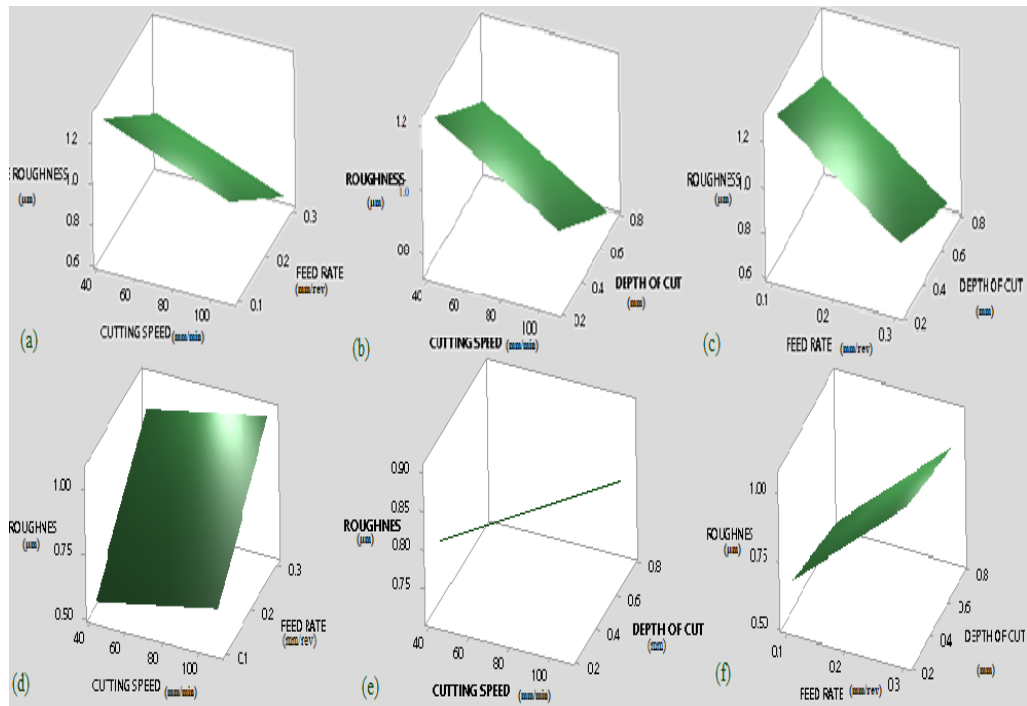 1.2
E ROUGHNESS
(µm)
1.0
0.8
0.6
40
60
80
100
CUTTING SPEED (mm/min)
0.1
0.2
0.3
FEED RATE
(mm/rev)
(a)
1.2
ROUGHNESS
(µm)
1.0
40
60
80
100
CUTTING SPEED (mm/min)
0.2
0.4
0.6
0.8
DEPTH OF CUT
(mm)
(b)
1.2
ROUGHNESS
(µm)
1.0
0.8
0.6
0.1
0.2
0.3
FEED RATE (mm/rev)
0.2
0.4
0.6
0.8
DEPTH OF CUT
(mm)
(c)
1.00
ROUGHNES
(µm)
0.75
0.50
40
60
80
100
CUTTING SPEED (mm/min)
0.2
0.3
FEED RATE
(mm/rev)
(d)
0.90
0.85
ROUGHNES
(µm)
0.80
0.75
40
60
80
100
CUTTING SPEED (mm/min)
0.2
0.4
0.6
0.8
DEPTH OF CUT
(mm)
(e)
1.00
ROUGHNES
(µm)
0.75
0.50
0.1
0.2
0.3
FEED RATE (mm/rev)
0.2
0.6
0.8
DEPTH OF CUT
(mm)
(f)